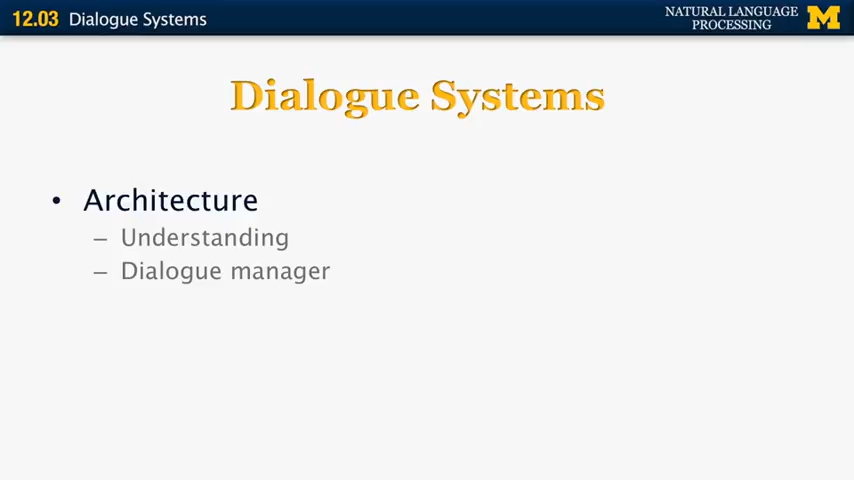 12.03 Dialogue Systems
NATURAL LANGUAGE
PROCESSING
M
Dialogue Systems
• Architecture
– Understanding
– Dialogue manager